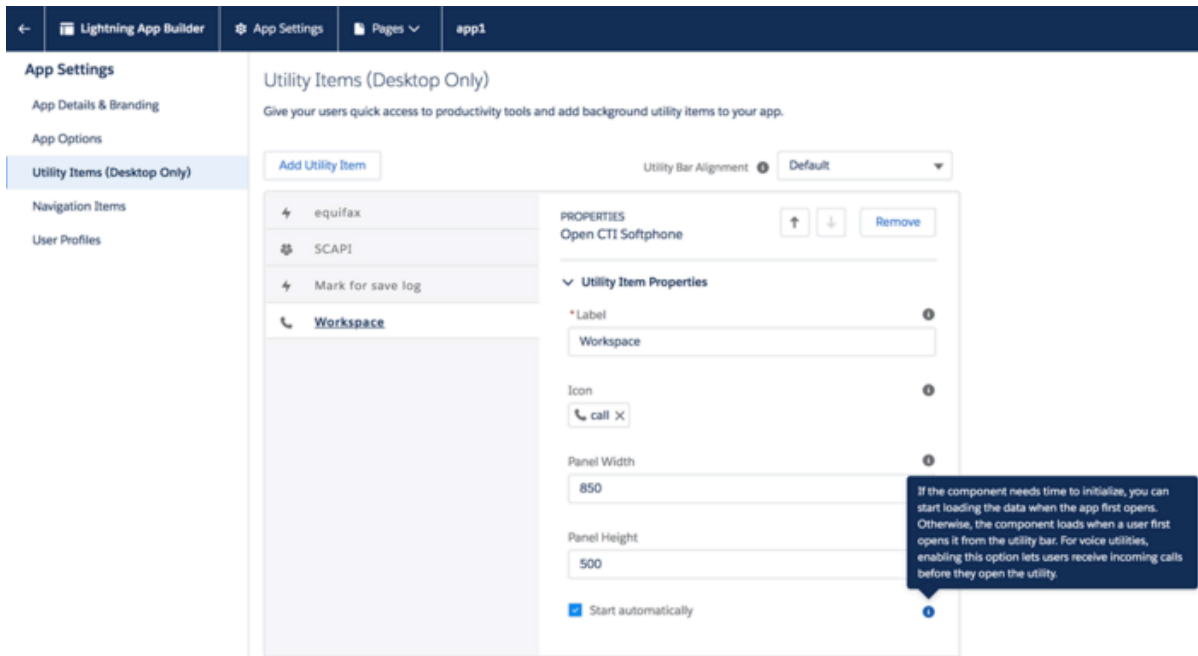 Lightning App Builder
App Settings
Pages
app1
App Settings
App Details & Branding
App Options
Utility Items (Desktop Only)
Navigation Items
User Profiles
Utility Items (Desktop Only)
Give your users quick access to productivity tools and add background utility items to your app.
Add Utility Item
Utility Bar Alignment
Default
equifax
SCAPI
Mark for save log
Workspace
PROPERTIES
Open CTI Softphone
Remove
Utility Item Properties
*Label
Workspace
Icon
call
Panel Width
850
Panel Height
500
Start automatically
If the component needs time to initialize, you can
start loading the data when the app first opens.
Otherwise, the component loads when a user first
opens it from the utility bar. For voice utilities,
enabling this option lets users receive incoming calls
before they open the utility.